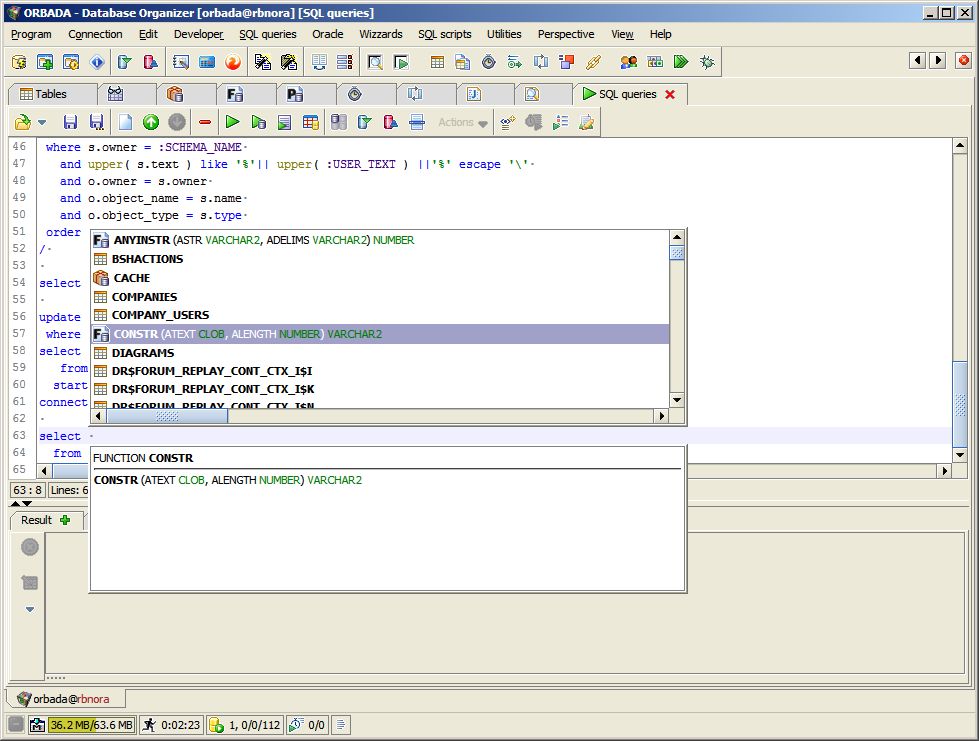 ORBADA - Database Organizer [orbada@rbnora] [SQL queries]
Program Connection Edit Developer SQL queries Oracle Wizzards SQL scripts Utilities Perspective View Help
Tables SQL queries
Actions
46 where s.owner = :SCHEMA_NAME
47 and upper( s.text ) like '%'|| upper( :USER_TEXT ) ||'%' escape '\'
48 and o.owner = s.owner
49 and o.object_name = s.name
50 and o.object_type = s.type
51 order
52 /
53
54 select
55
56 update
57 where
58 select
59 from
60 start
61 connect
62
63 select
64 from
65
ANYINSTR (ASTR VARCHAR2, ADELIMS VARCHAR2) NUMBER
BSHACTIONS
CACHE
COMPANIES
COMPANY_USERS
CONSTR (ATEXT CLOB, ALENGTH NUMBER) VARCHAR2
DIAGRAMS
DR$FORUM_REPLAY_CONT_CTX_I$I
DR$FORUM_REPLAY_CONT_CTX_I$K
DR$FORUM_REPLAY_CONT_CTX_I$N
FUNCTION CONSTR
CONSTR (ATEXT CLOB, ALENGTH NUMBER) VARCHAR2
63 : 8 Lines: 6
Result
orbada@rbnora
36.2 MB/63.6 MB 0:02:23 1, 0/0/112 0/0